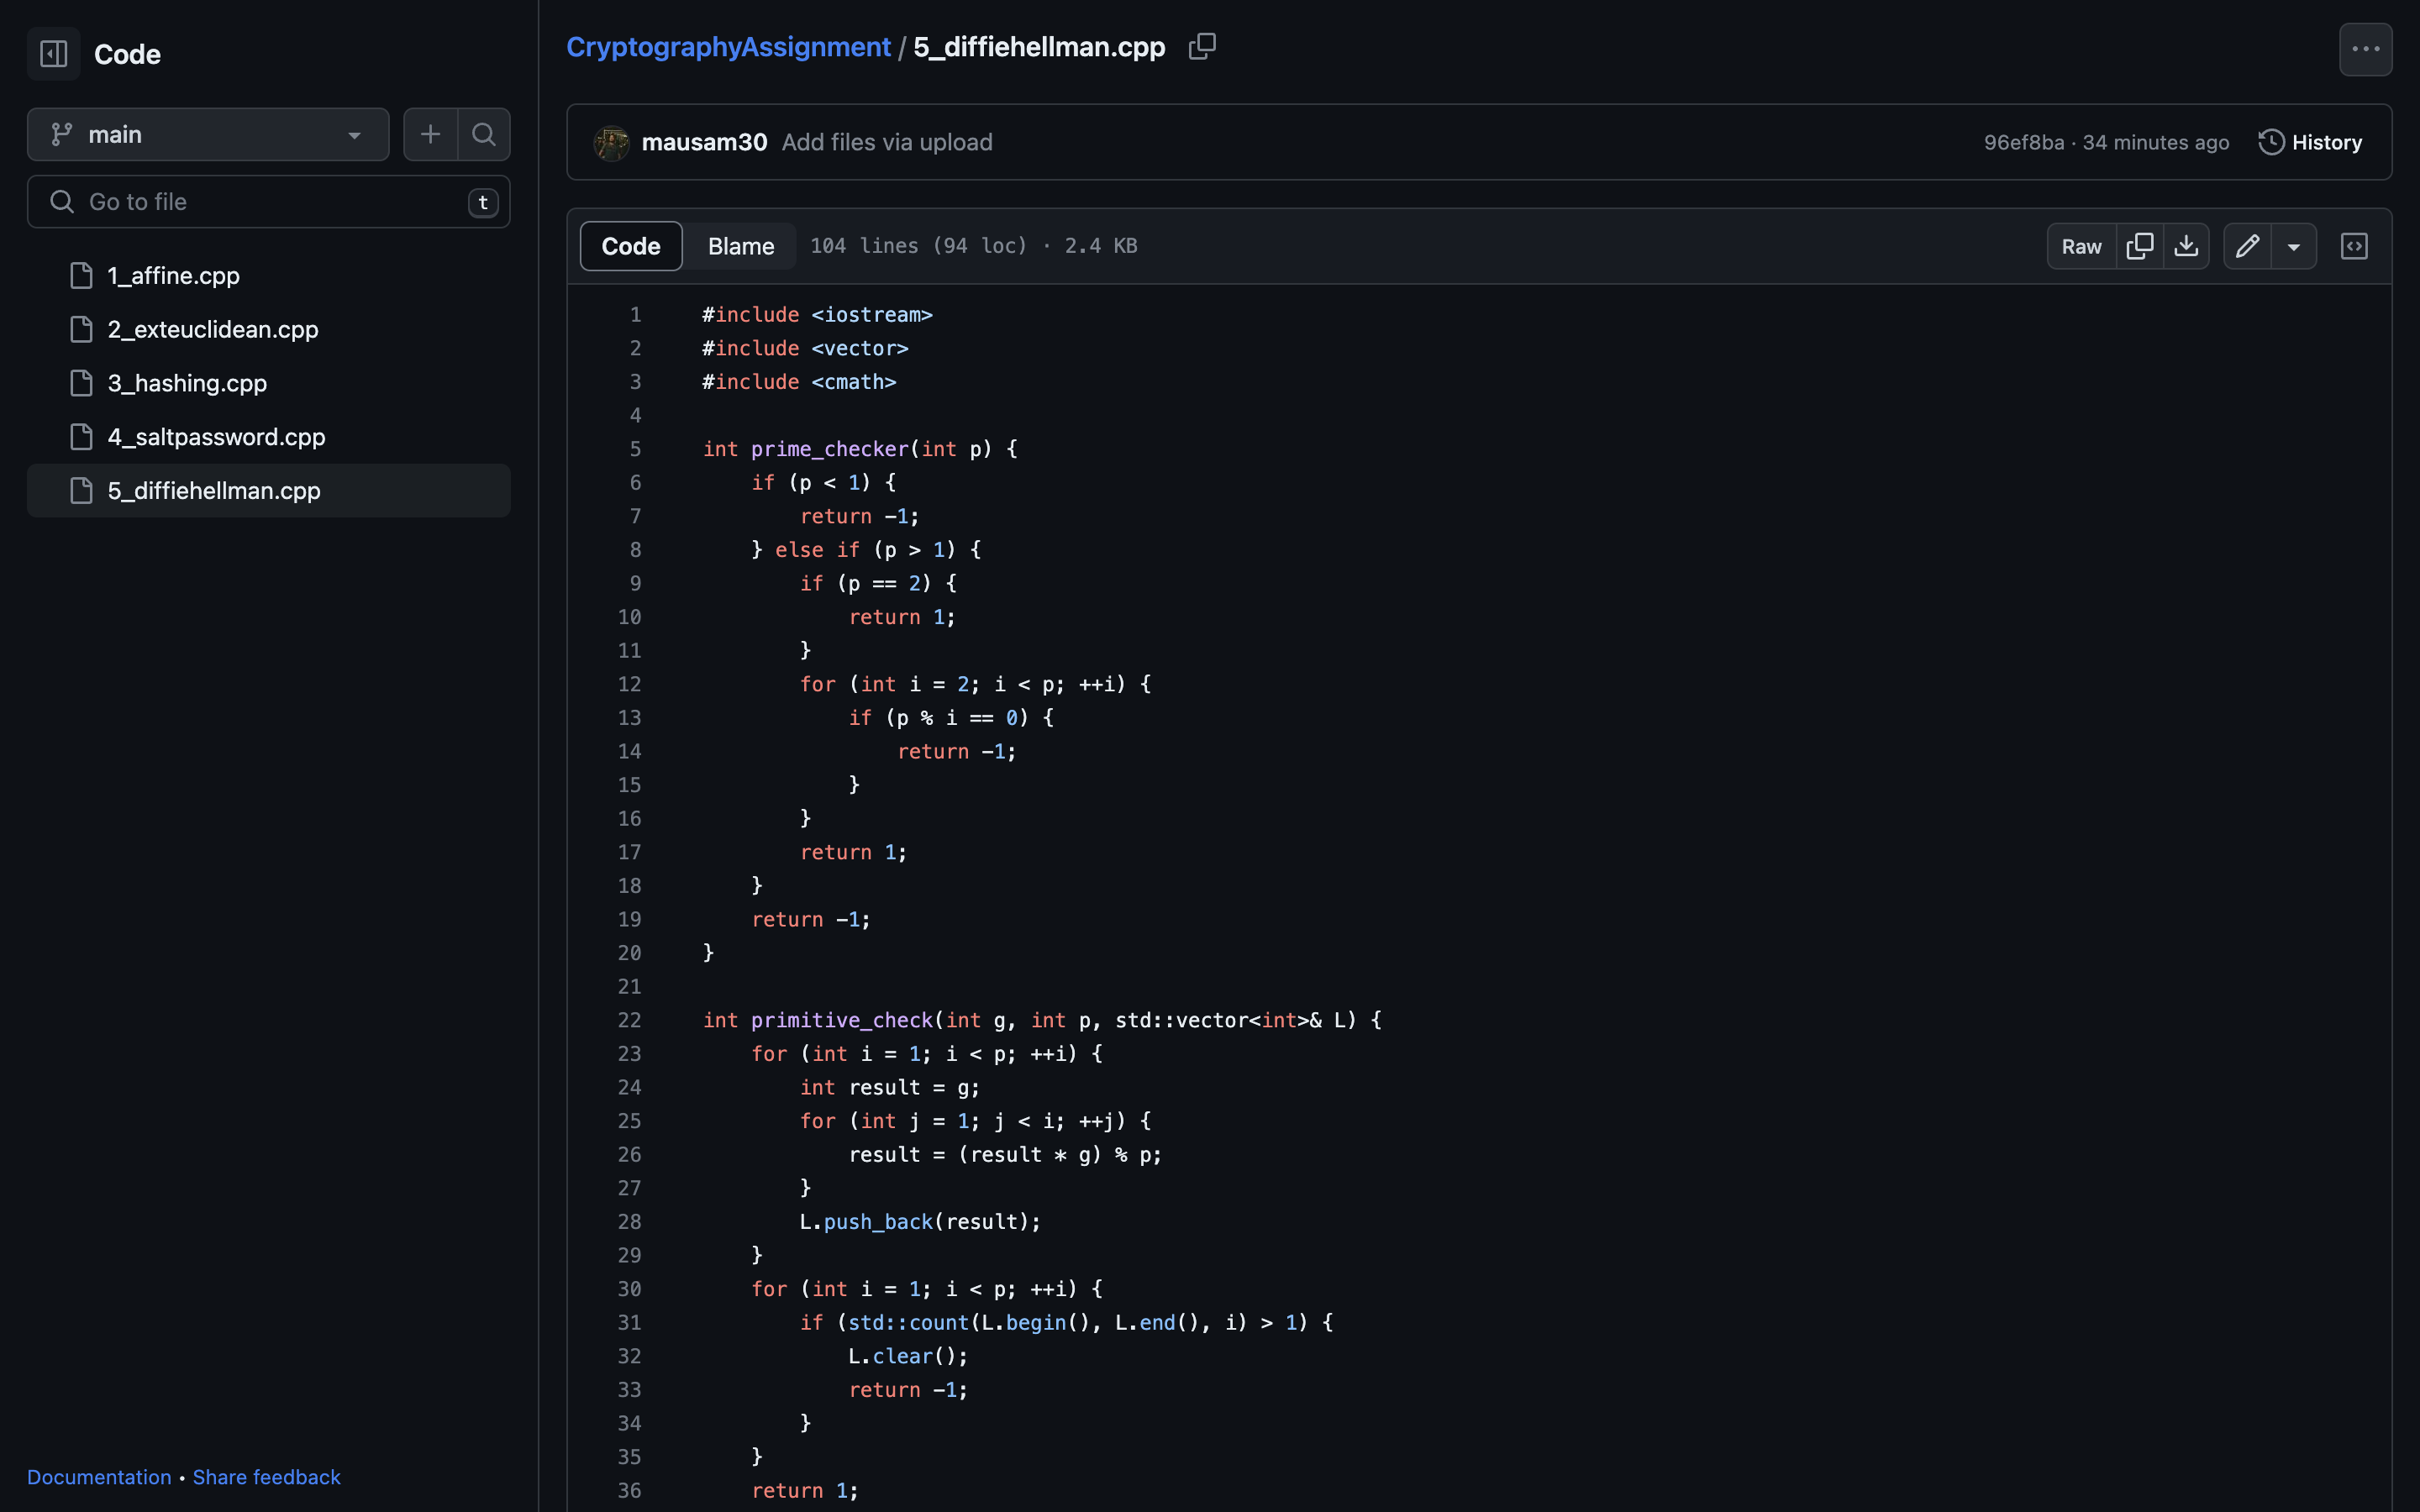 Code
main
Go to file
t
1_affine.cpp
2_exteuclidean.cpp
3_hashing.cpp
4_saltpassword.cpp
5_diffiehellman.cpp
Documentation • Share feedback
CryptographyAssignment / 5_diffiehellman.cpp
mausam30 Add files via upload
96ef8ba · 34 minutes ago History
Code Blame 104 lines (94 loc) · 2.4 KB Raw
1 #include <iostream>
2 #include <vector>
3 #include <cmath>
4
5 int prime_checker(int p) {
6     if (p < 1) {
7         return -1;
8     } else if (p > 1) {
9         if (p == 2) {
10             return 1;
11         }
12         for (int i = 2; i < p; ++i) {
13             if (p % i == 0) {
14                 return -1;
15             }
16         }
17         return 1;
18     }
19     return -1;
20 }
21
22 int primitive_check(int g, int p, std::vector<int>& L) {
23     for (int i = 1; i < p; ++i) {
24         int result = g;
25         for (int j = 1; j < i; ++j) {
26             result = (result * g) % p;
27         }
28         L.push_back(result);
29     }
30     for (int i = 1; i < p; ++i) {
31         if (std::count(L.begin(), L.end(), i) > 1) {
32             L.clear();
33             return -1;
34         }
35     }
36     return 1;